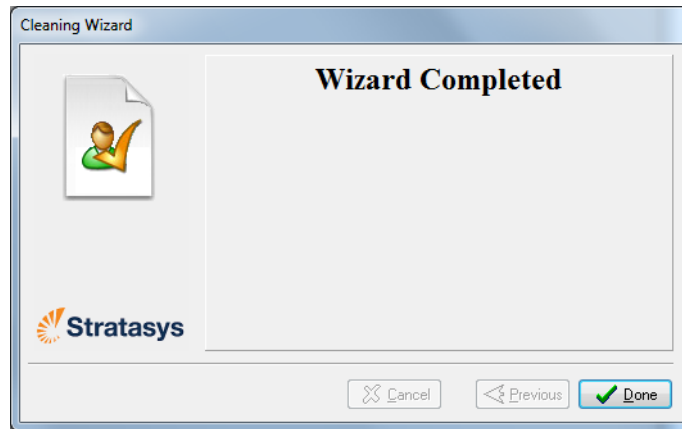 Cleaning Wizard
Wizard Completed
Stratasys
Cancel
Previous
Done